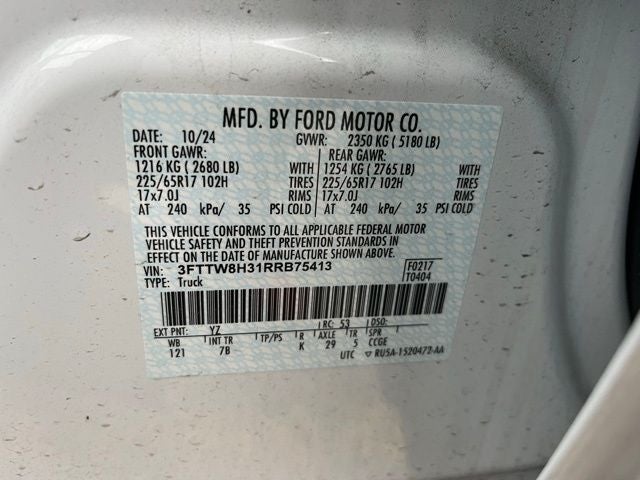 MFD. BY FORD MOTOR CO.
DATE: 10/24 GVWR: 2350 KG ( 5180 LB)
FRONT GAWR: REAR GAWR:
1216 KG ( 2680 LB) WITH 1254 KG ( 2765 LB) WITH
225/65R17 102H TIRES 225/65R17 102H TIRES
17x7.0J RIMS 17x7.0J RIMS
AT 240 kPa/ 35 PSI COLD AT 240 kPa/ 35 PSI COLD
THIS VEHICLE CONFORMS TO ALL APPLICABLE FEDERAL MOTOR
VEHICLE SAFETY AND THEFT PREVENTION STANDARDS IN
EFFECT ON THE DATE OF MANUFACTURE SHOWN ABOVE.
VIN: 3FTTW8H31RRB75413 F0217
TYPE: Truck T0404
EXT PNT: YZ RC: 53 DSO:
WB INT TR TP/PS R AXLE TR SPR
121 7B K 29 5 CCGE
UTC ▽ RU5A-1520472-AA